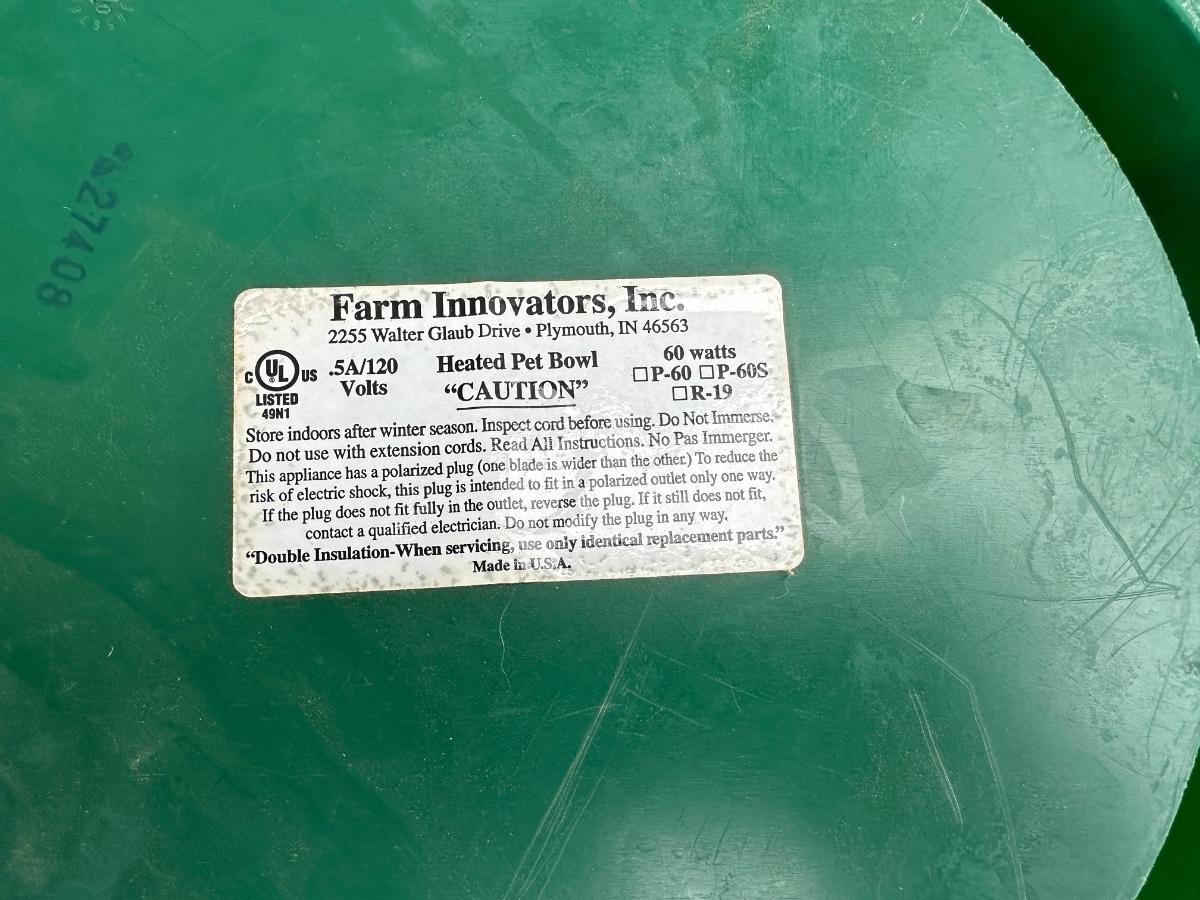 627408
Farm Innovators, Inc.
2255 Walter Glaub Drive • Plymouth, IN 46563
C UL US
®
LISTED
49N1
.5A/120
Volts
Heated Pet Bowl
“CAUTION”
60 watts
☐P-60 ☐P-60S
☐R-19
Store indoors after winter season. Inspect cord before using. Do Not Immerse.
Do not use with extension cords. Read All Instructions. No Pas Immerger.
This appliance has a polarized plug (one blade is wider than the other.) To reduce the
risk of electric shock, this plug is intended to fit in a polarized outlet only one way.
If the plug does not fit fully in the outlet, reverse the plug. If it still does not fit,
contact a qualified electrician. Do not modify the plug in any way.
“Double Insulation-When servicing, use only identical replacement parts.”
Made in U.S.A.